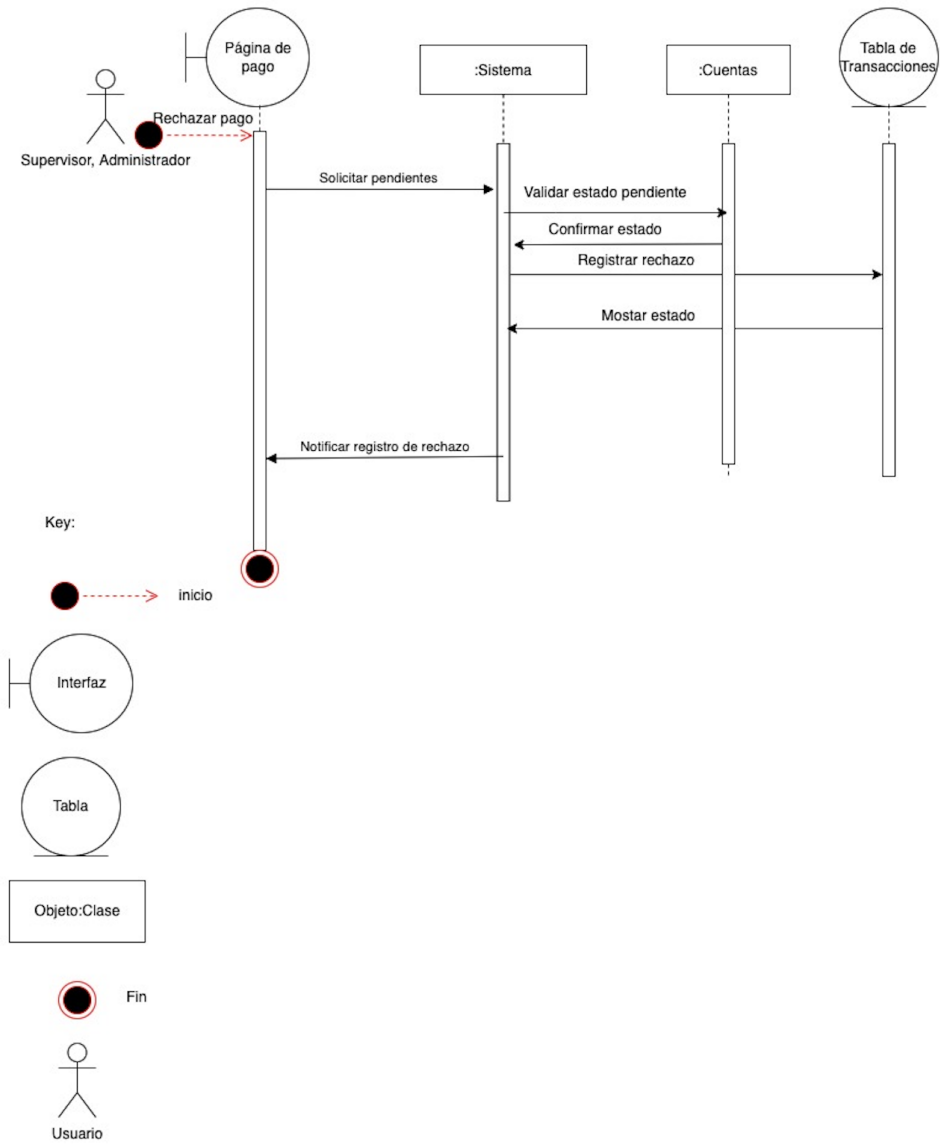 Página de
pago
:Sistema
:Cuentas
Tabla de
Transacciones
Rechazar pago
Supervisor, Administrador
Solicitar pendientes
Validar estado pendiente
Confirmar estado
Registrar rechazo
Mostar estado
Notificar registro de rechazo
Key:
inicio
Interfaz
Tabla
Objeto:Clase
Fin
Usuario